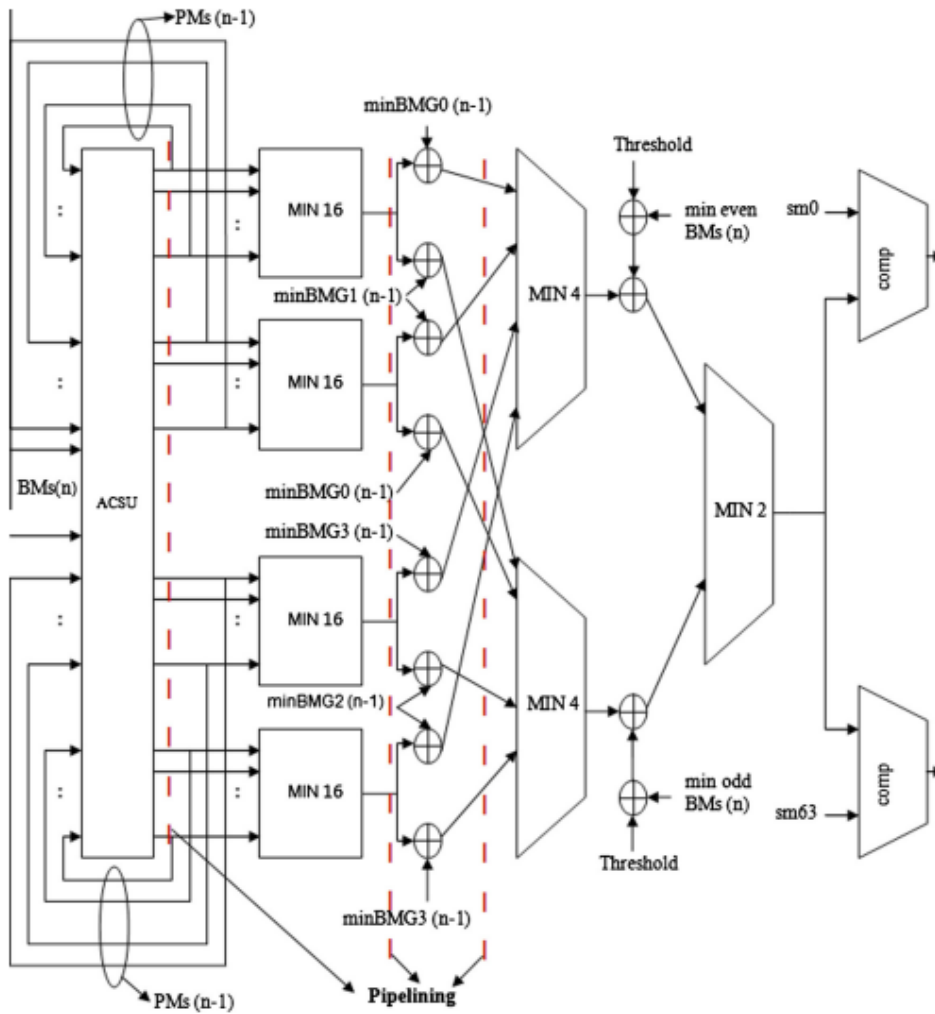 PMs (n-1)
minBMG0 (n-1)
Threshold
MIN 16
sm0
min even
BMs (n)
comp
minBMG1 (n-1)
MIN 4
MIN 16
BMs(n)
ACSU
minBMG0 (n-1)
MIN 2
minBMG3 (n-1)
MIN 16
minBMG2 (n-1)
MIN 4
MIN 16
min odd
BMs (n)
comp
sm63
Threshold
minBMG3 (n-1)
PMs (n-1)
Pipelining